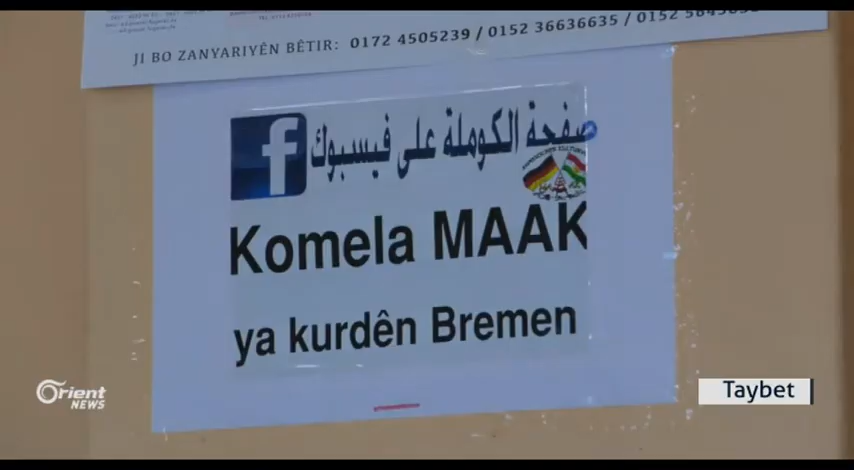 JI BO ZANYARIYÊN BÊTIR: 0172 4505239 / 0152 36636635 / 0152
صفحة الكوملة على فيسبوك
Komela MAAK
ya kurdên Bremen
Orient
NEWS
Taybet